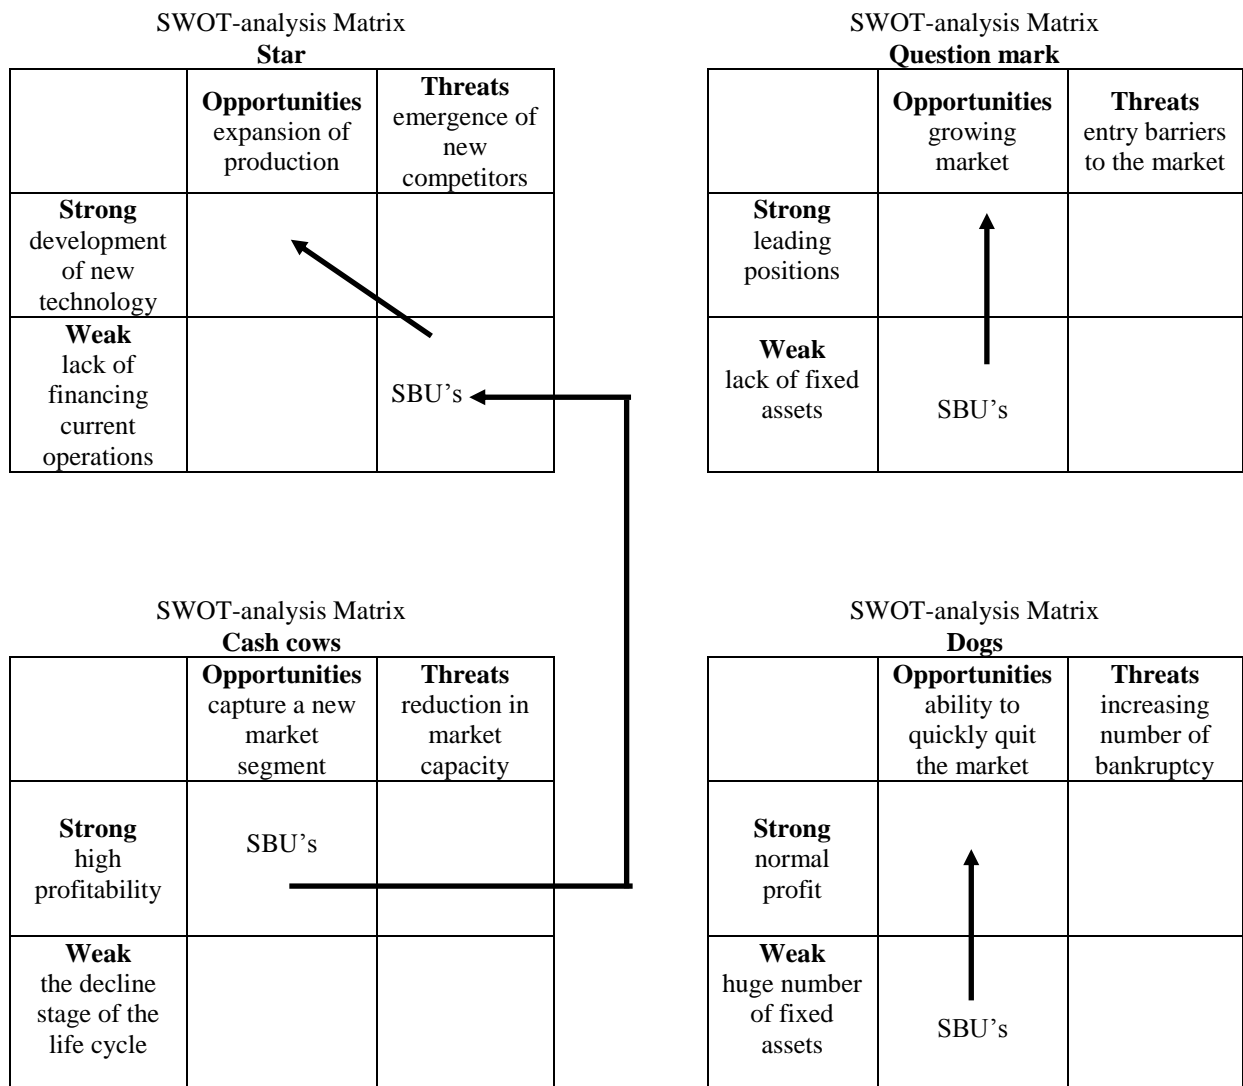 SWOT-analysis Matrix
Star
Opportunities
expansion of
production
Threats
emergence of
new
competitors
Strong
development
of new
technology
Weak
lack of
financing
current
operations
SBU’s
SWOT-analysis Matrix
Question mark
Opportunities
growing
market
Threats
entry barriers
to the market
Strong
leading
positions
Weak
lack of fixed
assets
SBU’s
SWOT-analysis Matrix
Cash cows
Opportunities
capture a new
market
segment
Threats
reduction in
market
capacity
Strong
high
profitability
SBU’s
Weak
the decline
stage of the
life cycle
SWOT-analysis Matrix
Dogs
Opportunities
ability to
quickly quit
the market
Threats
increasing
number of
bankruptcy
Strong
normal
profit
Weak
huge number
of fixed
assets
SBU’s